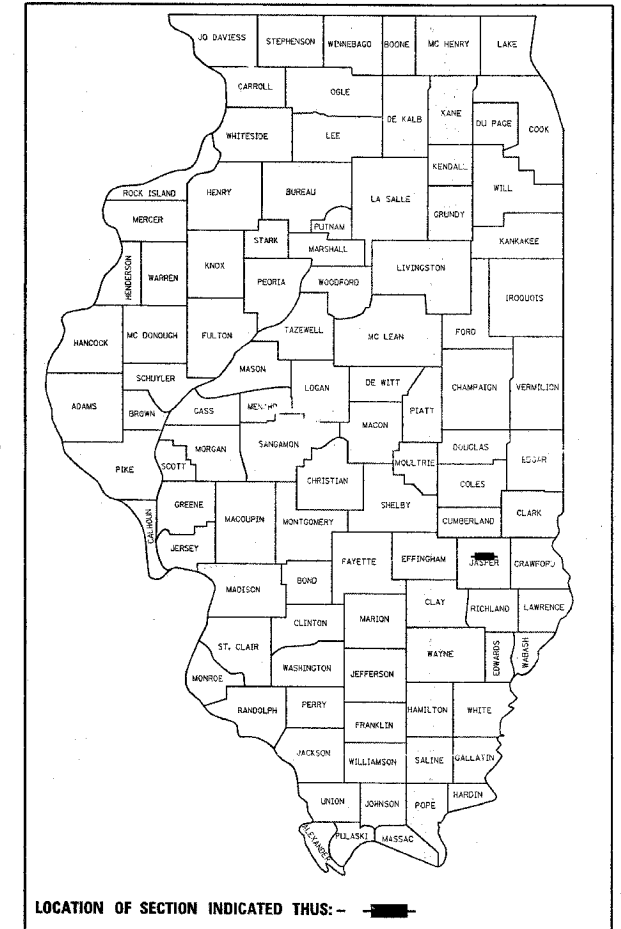 JO DAVIESS STEPHENSON WINNEBAGO BOONE MC HENRY LAKE
CARROLL OGLE DE KALB KANE DU PAGE COOK
WHITESIDE LEE
KENDALL
ROCK ISLAND HENRY BUREAU LA SALLE WILL
MERCER PUTNAM GRUNDY
STARK MARSHALL KANKAKEE
HENDERSON WARREN KNOX PEORIA WOODFORD LIVINGSTON
IROQUOIS
HANCOCK MC DONOUGH FULTON TAZEWELL MC LEAN FORD
MASON
SCHUYLER LOGAN DE WITT CHAMPAIGN VERMILION
ADAMS BROWN CASS PIATT
MACON
MORGAN SANGAMON DOUGLAS
PIKE SCOTT MOULTRIE EDGAR
CHRISTIAN COLES
GREENE SHELBY
CALHOUN MACOUPIN MONTGOMERY CUMBERLAND CLARK
JERSEY FAYETTE EFFINGHAM JASPER CRAWFORD
MADISON BOND
CLAY RICHLAND LAWRENCE
CLINTON MARION
ST. CLAIR WAYNE EDWARDS WABASH
WASHINGTON JEFFERSON
MONROE
RANDOLPH PERRY HAMILTON WHITE
FRANKLIN
JACKSON WILLIAMSON SALINE GALLATIN
UNION JOHNSON POPE HARDIN
ALEXANDER PULASKI MASSAC
LOCATION OF SECTION INDICATED THUS: -